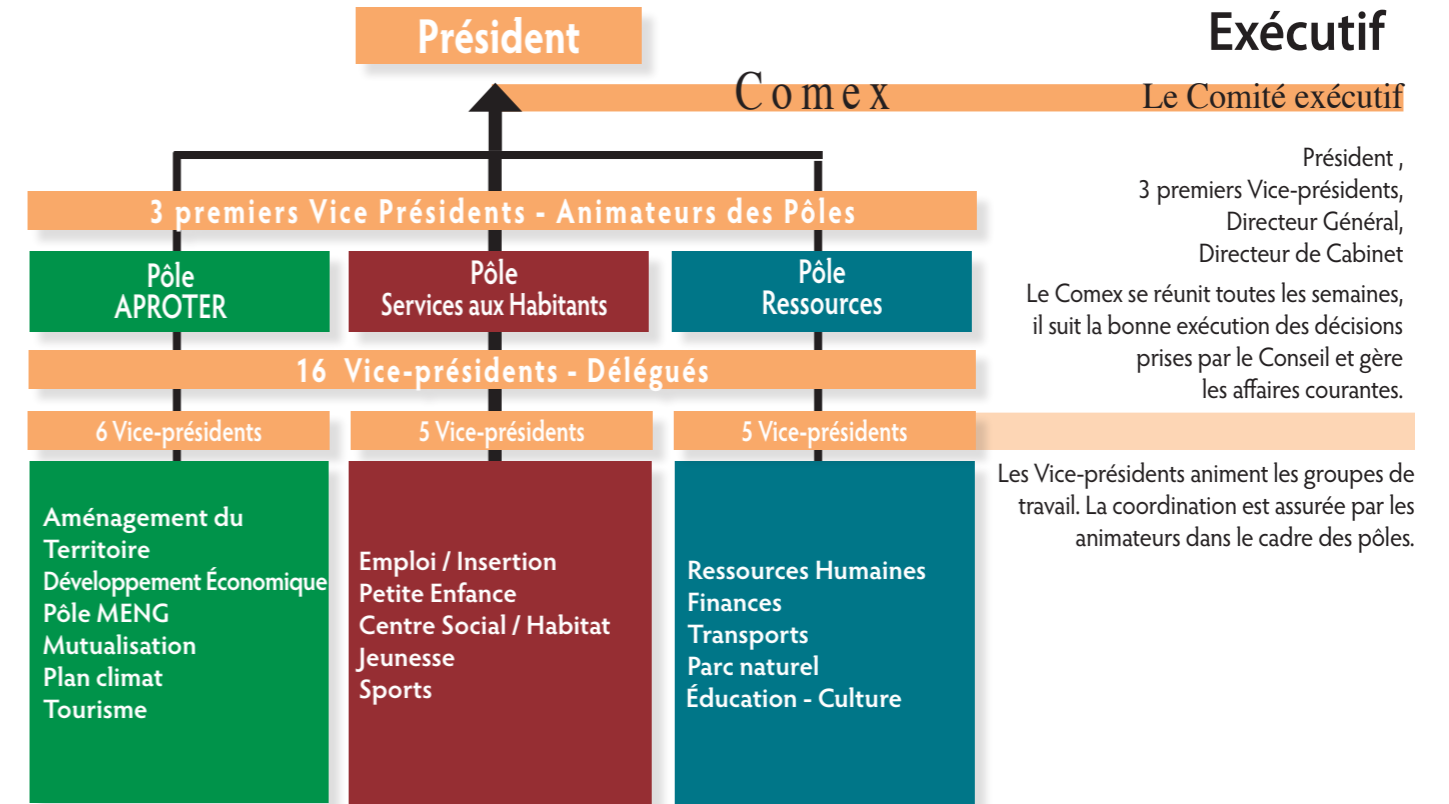 Président
Exécutif
Comex
Le Comité exécutif
Président ,
3 premiers Vice-présidents,
Directeur Général,
Directeur de Cabinet
Le Comex se réunit toutes les semaines,
il suit la bonne exécution des décisions
prises par le Conseil et gère
les affaires courantes.
3 premiers Vice Présidents - Animateurs des Pôles
Pôle
APROTER
Pôle
Services aux Habitants
Pôle
Ressources
16 Vice-présidents - Délégués
6 Vice-présidents
5 Vice-présidents
5 Vice-présidents
Les Vice-présidents animent les groupes de
travail. La coordination est assurée par les
animateurs dans le cadre des pôles.
Aménagement du
Territoire
Développement Économique
Pôle MENG
Mutualisation
Plan climat
Tourisme
Emploi / Insertion
Petite Enfance
Centre Social / Habitat
Jeunesse
Sports
Ressources Humaines
Finances
Transports
Parc naturel
Éducation - Culture